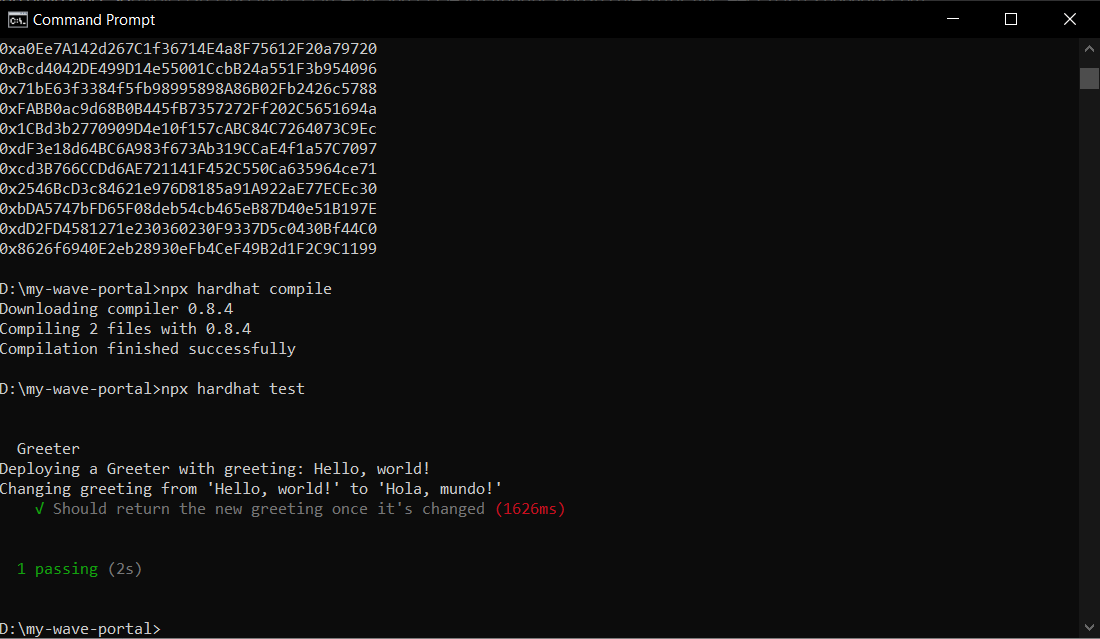 Command Prompt
0xa0Ee7A142d267C1f36714E4a8F75612F20a79720
0xBcd4042DE499D14e55001CcbB24a551F3b954096
0x71bE63f3384f5fb98995898A86B02Fb2426c5788
0xFABB0ac9d68B0B445fB7357272Ff202C5651694a
0x1CBd3b2770909D4e10f157cABC84C7264073C9Ec
0xdF3e18d64BC6A983f673Ab319CCaE4f1a57C7097
0xcd3B766CCDd6AE721141F452C550Ca635964ce71
0x2546BcD3c84621e976D8185a91A922aE77ECEc30
0xbDA5747bFD65F08deb54cb465eB87D40e51B197E
0xdD2FD4581271e230360230F9337D5c0430Bf44C0
0x8626f6940E2eb28930eFb4CeF49B2d1F2C9C1199
D:\my-wave-portal>npx hardhat compile
Downloading compiler 0.8.4
Compiling 2 files with 0.8.4
Compilation finished successfully
D:\my-wave-portal>npx hardhat test
Greeter
Deploying a Greeter with greeting: Hello, world!
Changing greeting from 'Hello, world!' to 'Hola, mundo!'
√ Should return the new greeting once it's changed (1626ms)
1 passing (2s)
D:\my-wave-portal>